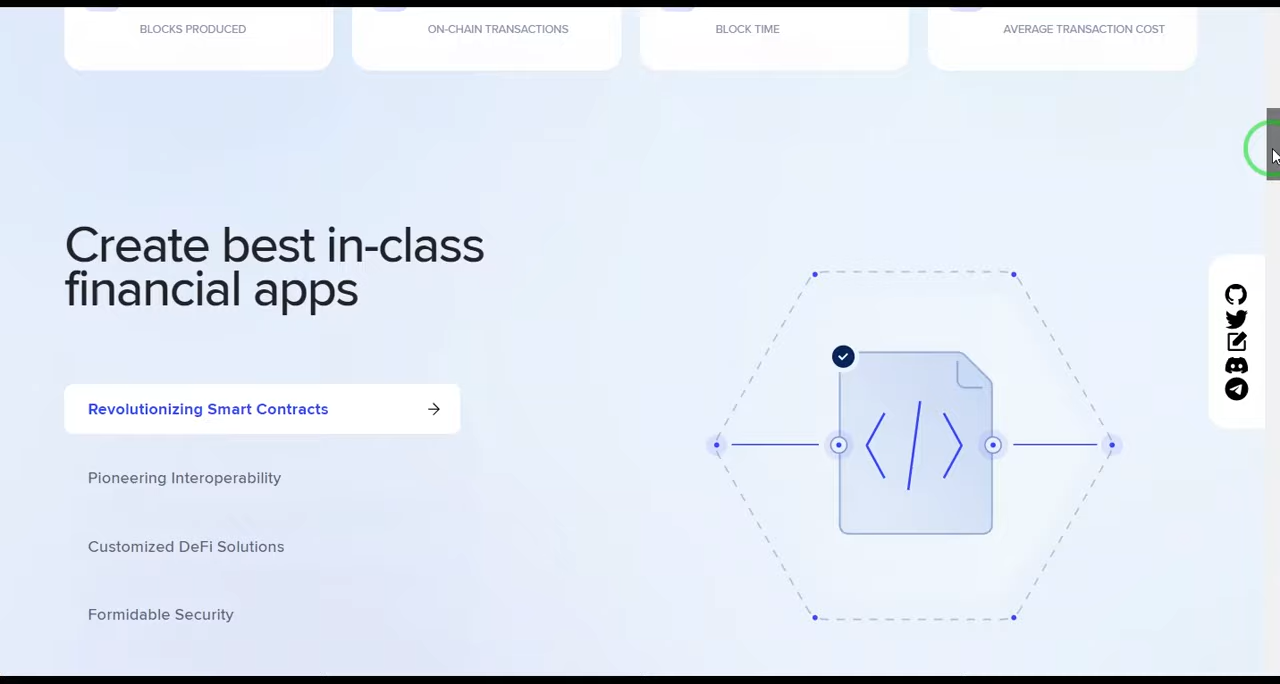 BLOCKS PRODUCED
ON-CHAIN TRANSACTIONS
BLOCK TIME
AVERAGE TRANSACTION COST
Create best in-class
financial apps
Revolutionizing Smart Contracts
Pioneering Interoperability
Customized DeFi Solutions
Formidable Security